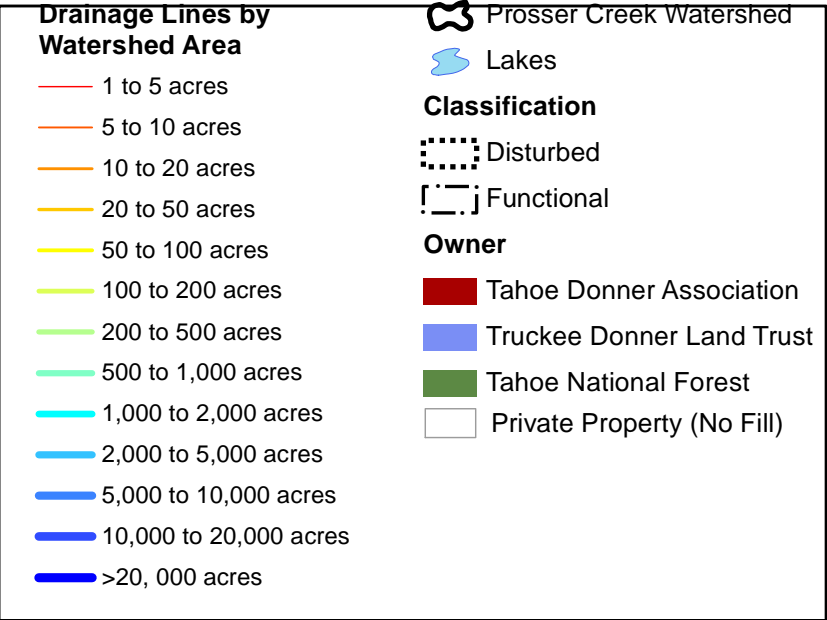 Drainage Lines by
Watershed Area
1 to 5 acres
5 to 10 acres
10 to 20 acres
20 to 50 acres
50 to 100 acres
100 to 200 acres
200 to 500 acres
500 to 1,000 acres
1,000 to 2,000 acres
2,000 to 5,000 acres
5,000 to 10,000 acres
10,000 to 20,000 acres
>20, 000 acres
Prosser Creek Watershed
Lakes
Classification
Disturbed
Functional
Owner
Tahoe Donner Association
Truckee Donner Land Trust
Tahoe National Forest
Private Property (No Fill)